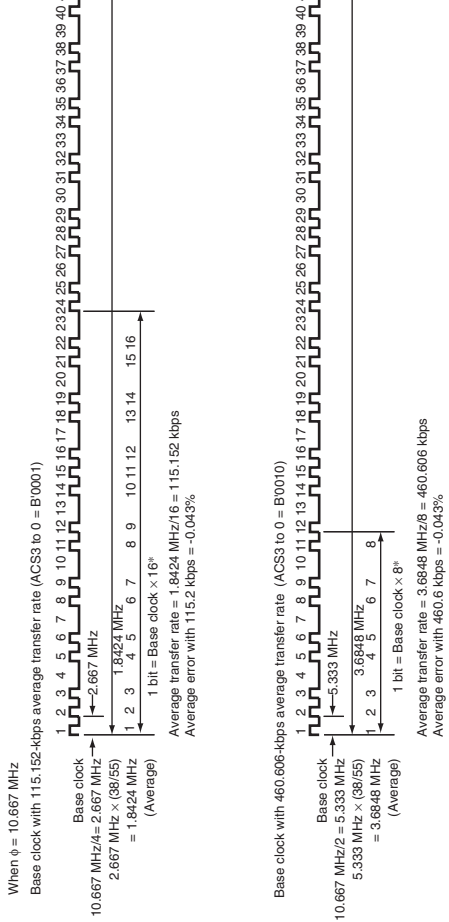 When ϕ = 10.667 MHz
Base clock with 115.152-kbps average transfer rate (ACS3 to 0 = B'0001)
1 2 3 4 5 6 7 8 9 10 11 12 13 14 15 16 17 18 19 20 21 22 23 24 25 26 27 28 29 30 31 32 33 34 35 36 37 38 39 40
Base clock
10.667 MHz/4= 2.667 MHz
2.667 MHz
2.667 MHz × (38/55)
= 1.8424 MHz
(Average)
1.8424 MHz
1 2 3 4 5 6 7 8 9 10 11 12 13 14 15 16
1 bit = Base clock × 16*
Average transfer rate = 1.8424 MHz/16 = 115.152 kbps
Average error with 115.2 kbps = -0.043%
Base clock with 460.606-kbps average transfer rate (ACS3 to 0 = B'0010)
1 2 3 4 5 6 7 8 9 10 11 12 13 14 15 16 17 18 19 20 21 22 23 24 25 26 27 28 29 30 31 32 33 34 35 36 37 38 39 40
Base clock
10.667 MHz/2 = 5.333 MHz
5.333 MHz
5.333 MHz × (38/55)
= 3.6848 MHz
(Average)
3.6848 MHz
1 2 3 4 5 6 7 8
1 bit = Base clock × 8*
Average transfer rate = 3.6848 MHz/8 = 460.606 kbps
Average error with 460.6 kbps = -0.043%